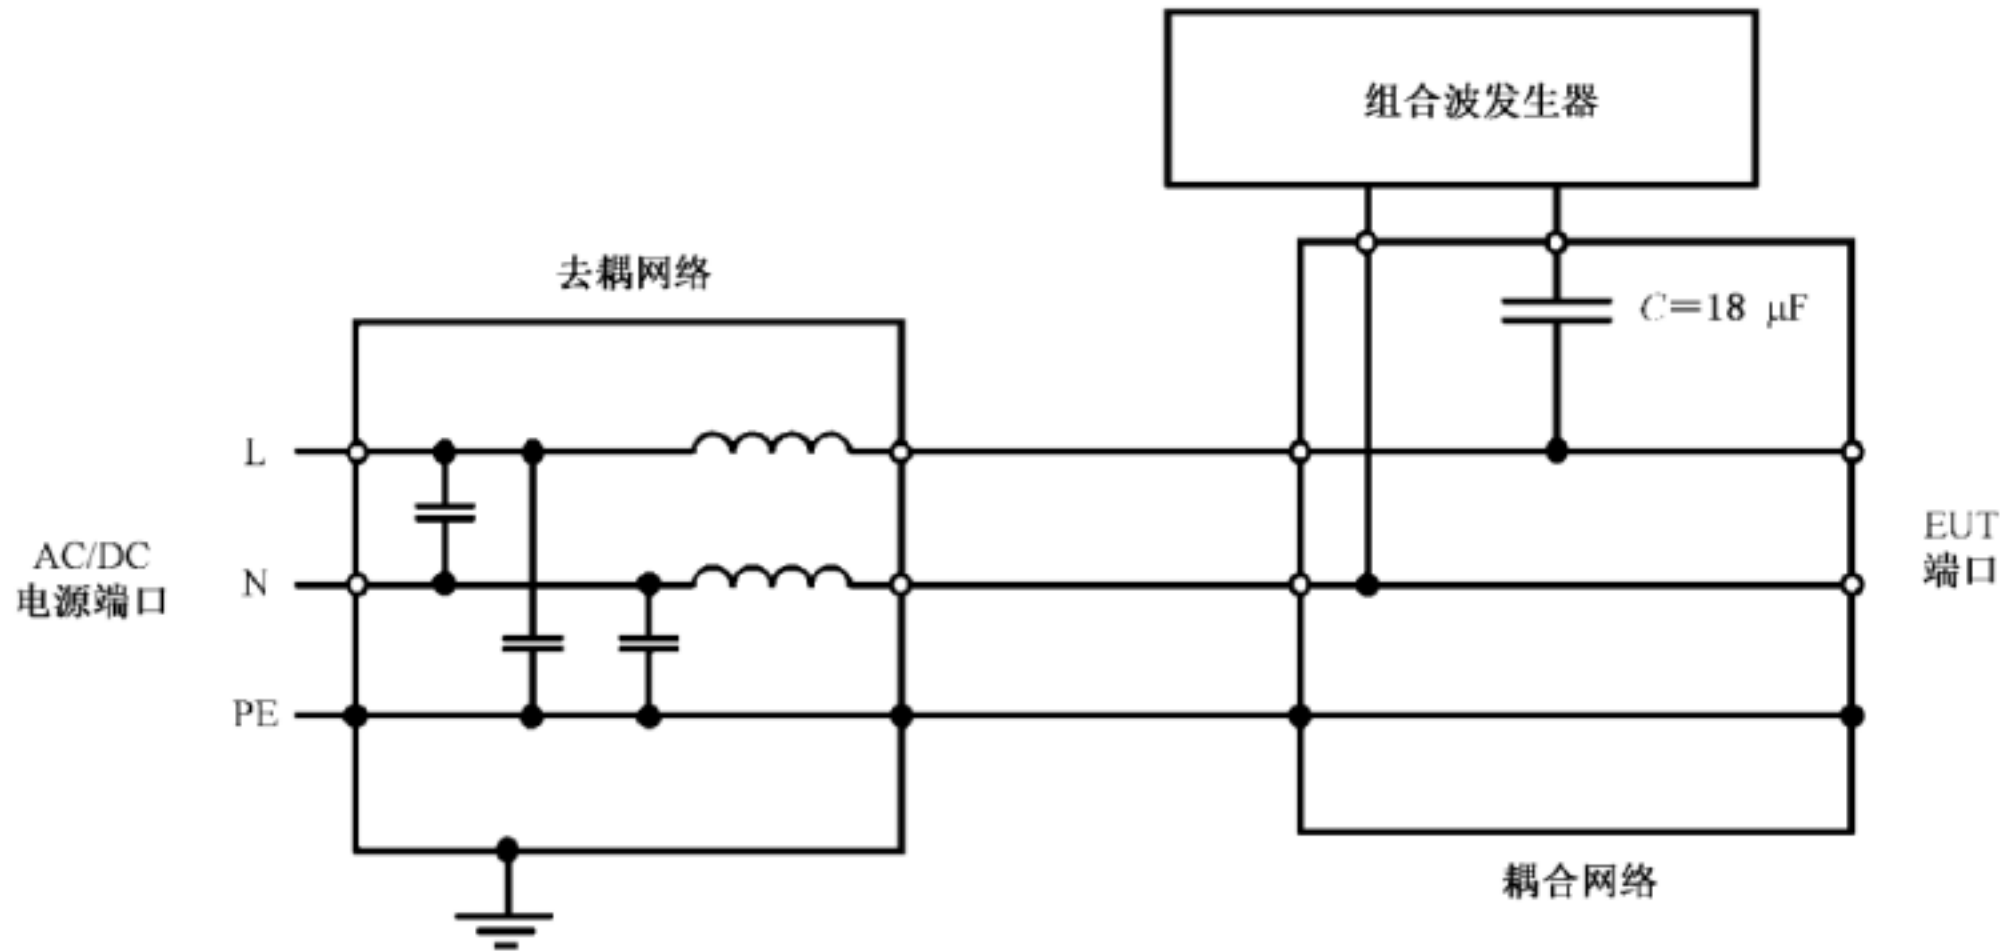 组合波发生器
去耦网络
C=18 μF
L
AC/DC
电源端口
N
EUT
端口
PE
耦合网络